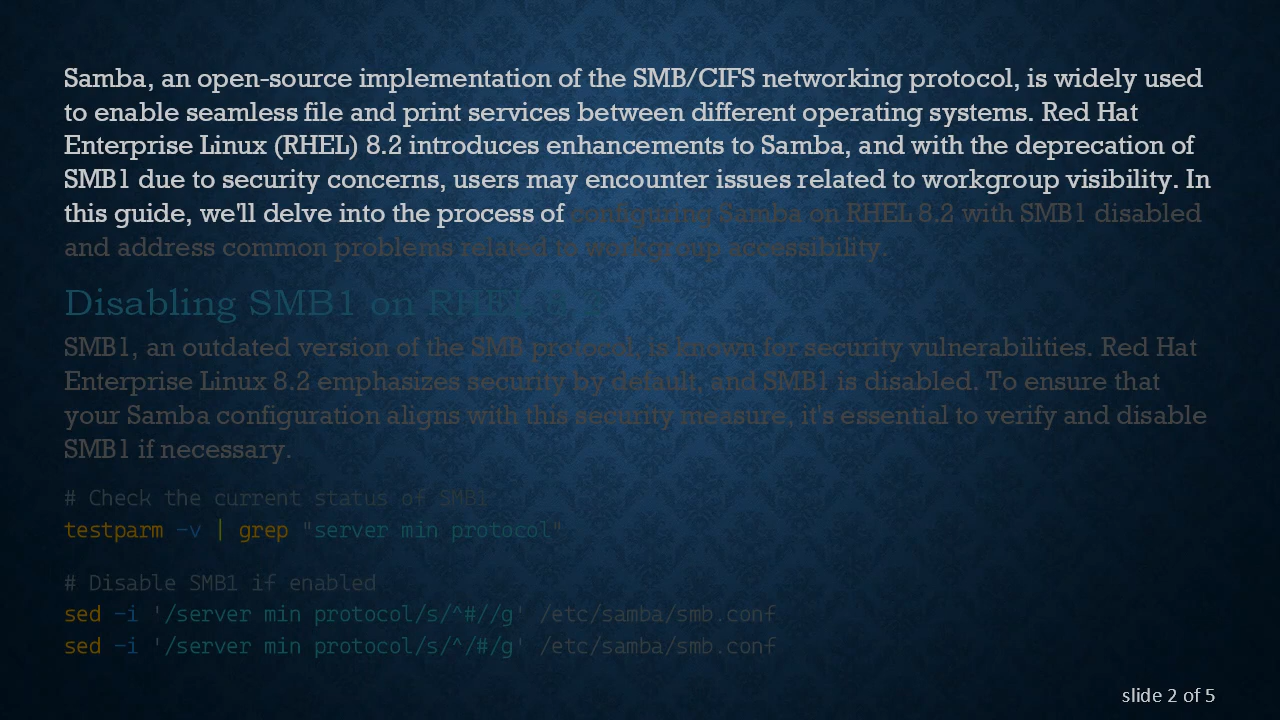 Samba, an open-source implementation of the SMB/CIFS networking protocol, is widely used
to enable seamless file and print services between different operating systems. Red Hat
Enterprise Linux (RHEL) 8.2 introduces enhancements to Samba, and with the deprecation of
SMB1 due to security concerns, users may encounter issues related to workgroup visibility. In
this guide, we'll delve into the process of configuring Samba on RHEL 8.2 with SMB1 disabled
and address common problems related to workgroup accessibility.
Disabling SMB1 on RHEL 8.2
SMB1, an outdated version of the SMB protocol, is known for security vulnerabilities. Red Hat
Enterprise Linux 8.2 emphasizes security by default, and SMB1 is disabled. To ensure that
your Samba configuration aligns with this security measure, it's essential to verify and disable
SMB1 if necessary.
# Check the current status of SMB1
testparm -v | grep "server min protocol"
# Disable SMB1 if enabled
sed -i '/server min protocol/s/^#//g' /etc/samba/smb.conf
sed -i '/server min protocol/s/^/#/g' /etc/samba/smb.conf
slide 2 of 5